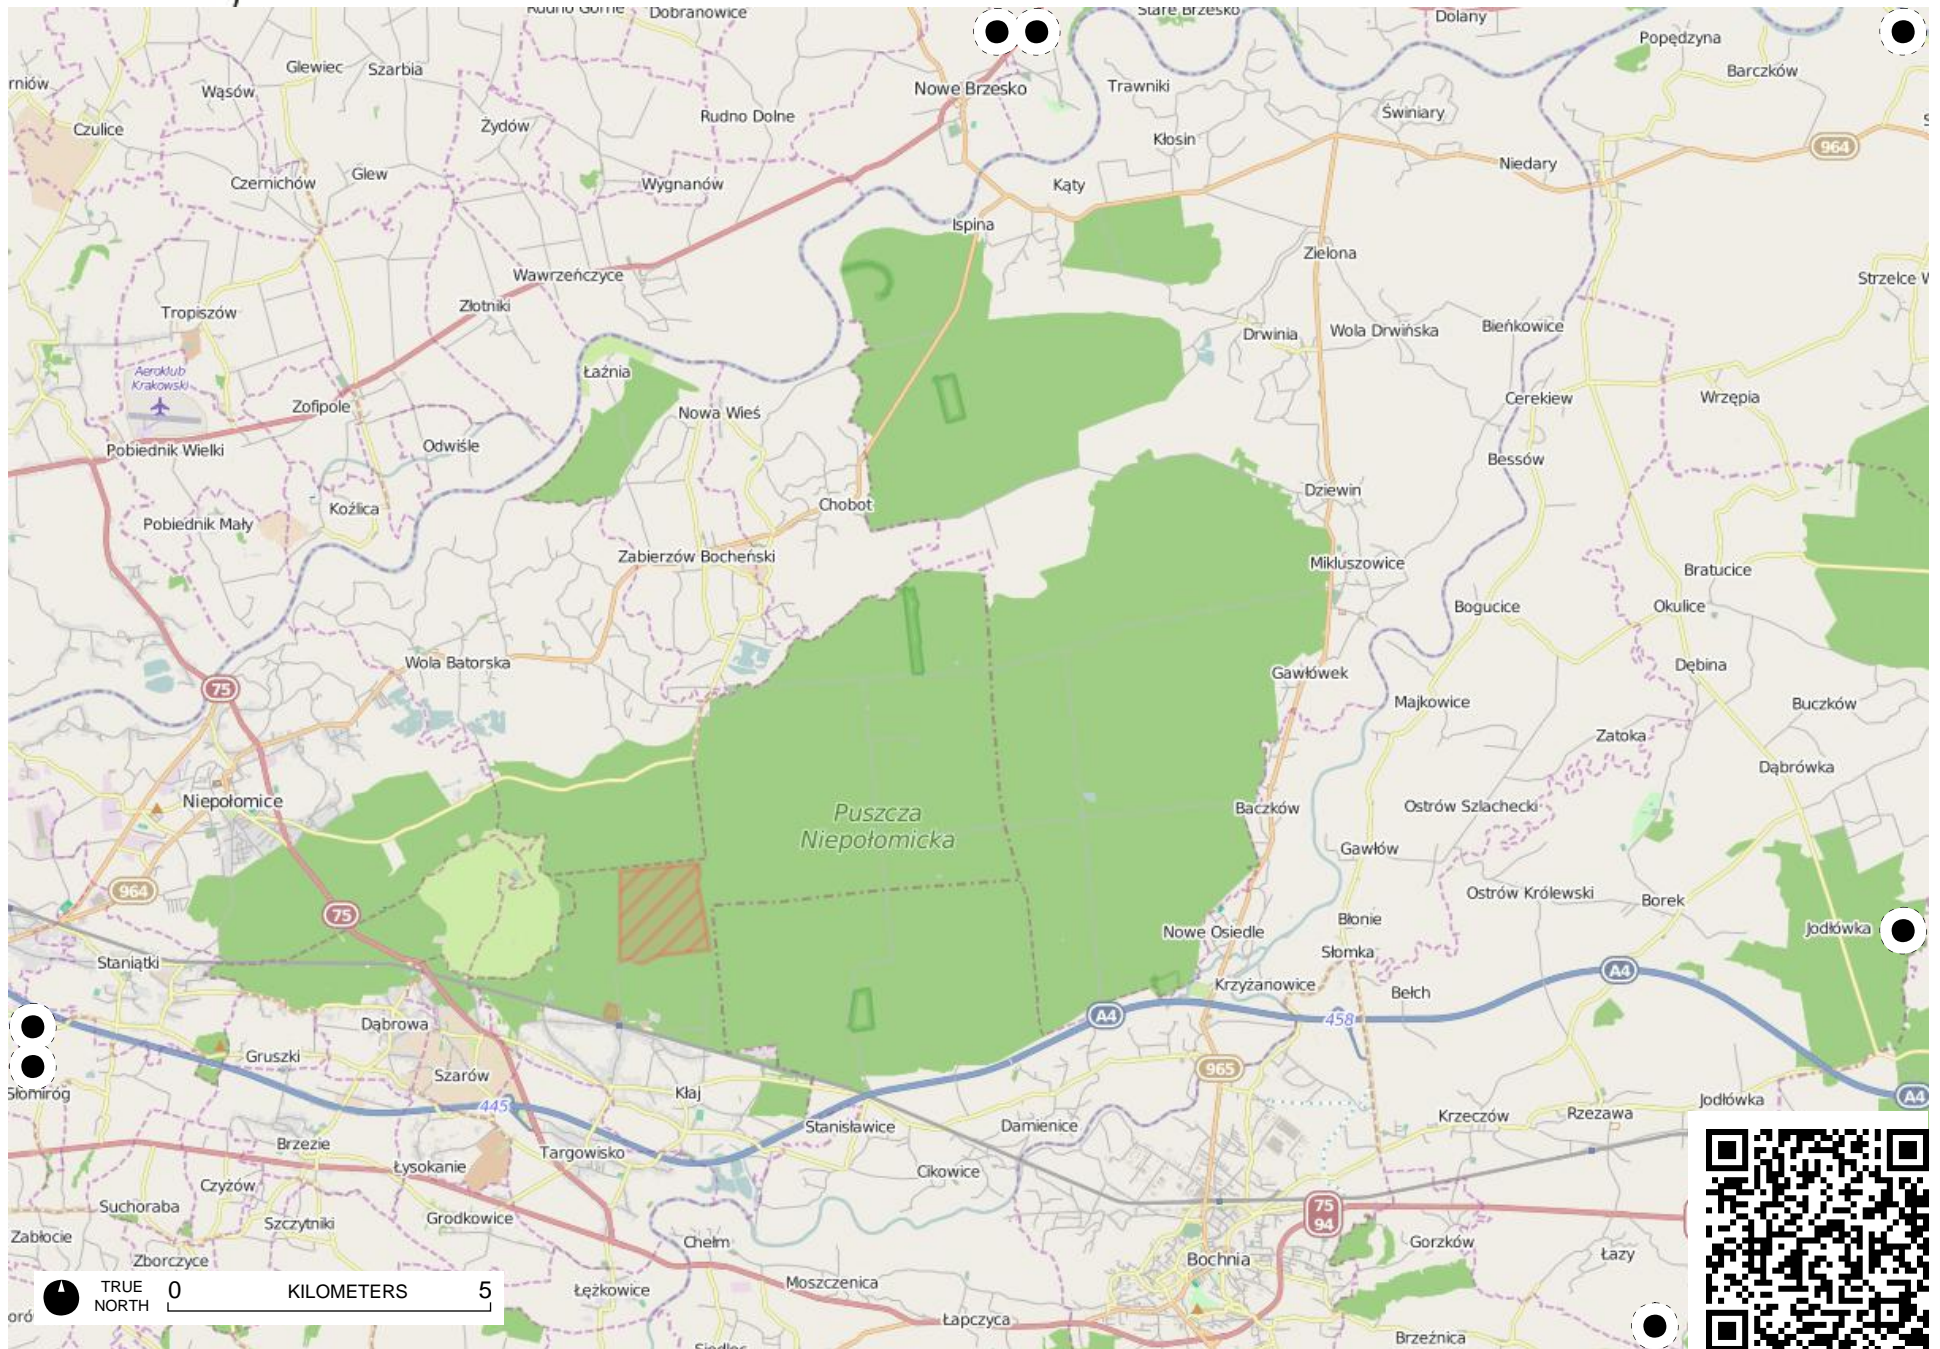 Rudno Górne
Dobranowice
Stare Brzesko
Dolany
Popędzyna
Glewiec
Szarbia
Barczków
rniów
Wąsów
Nowe Brzesko
Trawniki
Świniary
Czulice
Żydów
Rudno Dolne
Kłosin
964
Niedary
Czernichów
Glew
Wygnanów
Kąty
Ispina
Zielona
Wawrzeńczyce
Strzelce W
Złotniki
Tropiszów
Drwinia
Wola Drwińska
Bieńkowice
Aeroklub
Krakowski
Łaźnia
Zofipole
Nowa Wieś
Cerekiew
Wrzępia
Pobiednik Wielki
Odwiśle
Bessów
Dziewin
Koźlica
Chobot
Pobiednik Mały
Zabierzów Bocheński
Mikluszowice
Bratucice
Bogucice
Okulice
Wola Batorska
Dębina
Gawłówek
75
Majkowice
Buczków
Zatoka
Dąbrówka
Niepołomice
Puszcza
Niepołomicka
Baczków
Ostrów Szlachecki
Gawłów
964
Ostrów Królewski
Borek
75
Błonie
Jodłówka
Nowe Osiedle
Słomka
Staniątki
A4
Krzyżanowice
Bełch
A4
458
Dąbrowa
Gruszki
965
Szarów
Słomiróg
Kłaj
A4
Jodłówka
445
Krzeczów
Rzezawa
Stanisławice
Damienice
Brzezie
Targowisko
Łysokanie
Cikowice
Czyżów
Suchoraba
75
94
Szczytniki
Grodkowice
Zabłocie
Chełm
Gorzków
Łazy
Zborczyce
Bochnia
TRUE
NORTH
0 KILOMETERS 5
Łężkowice
Moszczenica
Łapczyca
Brzeźnica
Siedlec